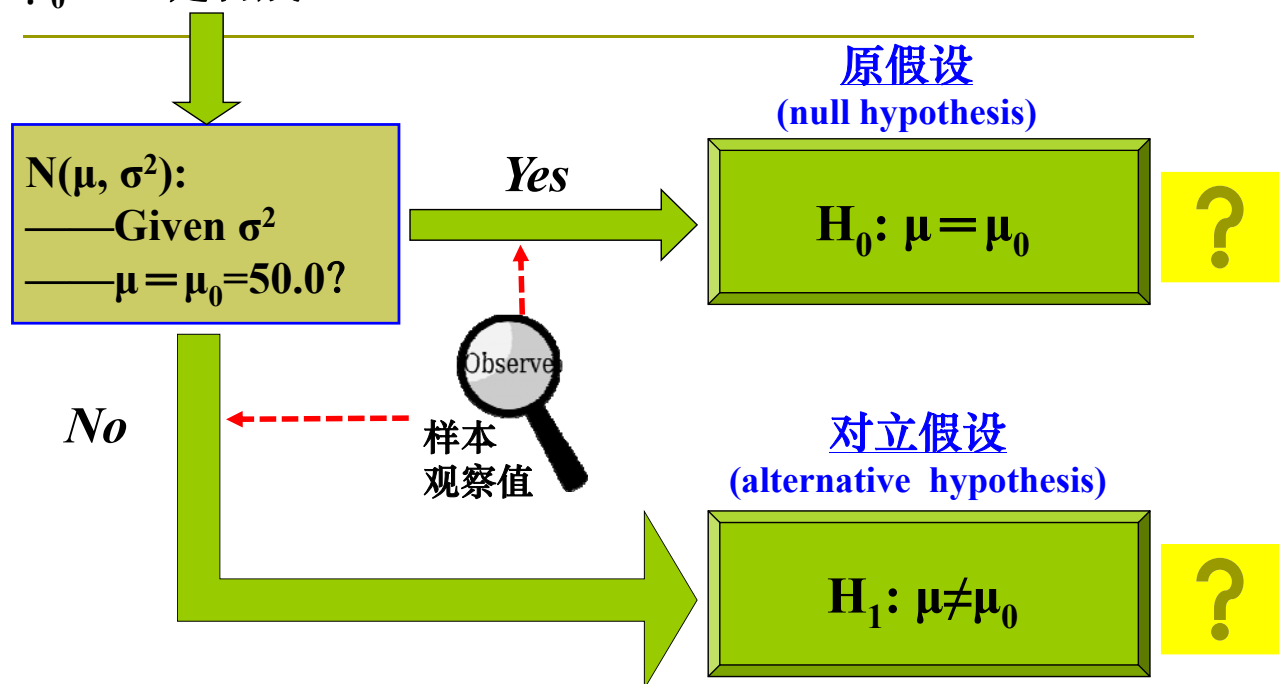 N(μ, σ²):
——Given σ²
——μ＝μ₀=50.0?
Yes
No
Observe
样本
观察值
原假设
(null hypothesis)
H₀: μ＝μ₀
?
对立假设
(alternative hypothesis)
H₁: μ≠μ₀
?